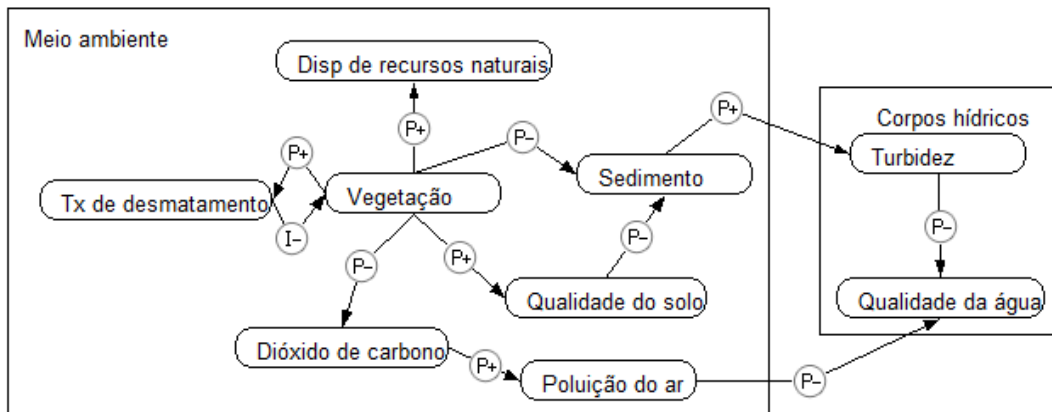 Meio ambiente
Disp de recursos naturais
P+
Corpos hídricos
P+
P+
P–
Turbidez
Tx de desmatamento
Vegetação
Sedimento
I–
P–
P+
P–
P–
Qualidade do solo
Qualidade da água
Dióxido de carbono
P+
Poluição do ar
P–